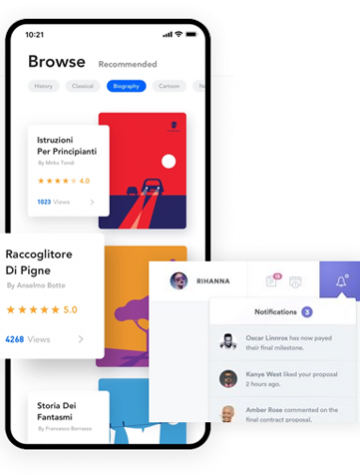 10:21
Browse Recommended
History Classical Biography Cartoon
Istruzioni
Per Principianti
By Mirko Tondi
4.0
1023 Views
Raccoglitore
Di Pigne
By Anselmo Botte
5.0
4268 Views
Storia Dei
Fantasmi
By Francesco Borrasso
RIHANNA
Notifications 3
Oscar Linnros has now payed
their final milestone.
Kanye West liked your proposal
2 hours ago.
Amber Rose commented on the
final contract proposal.